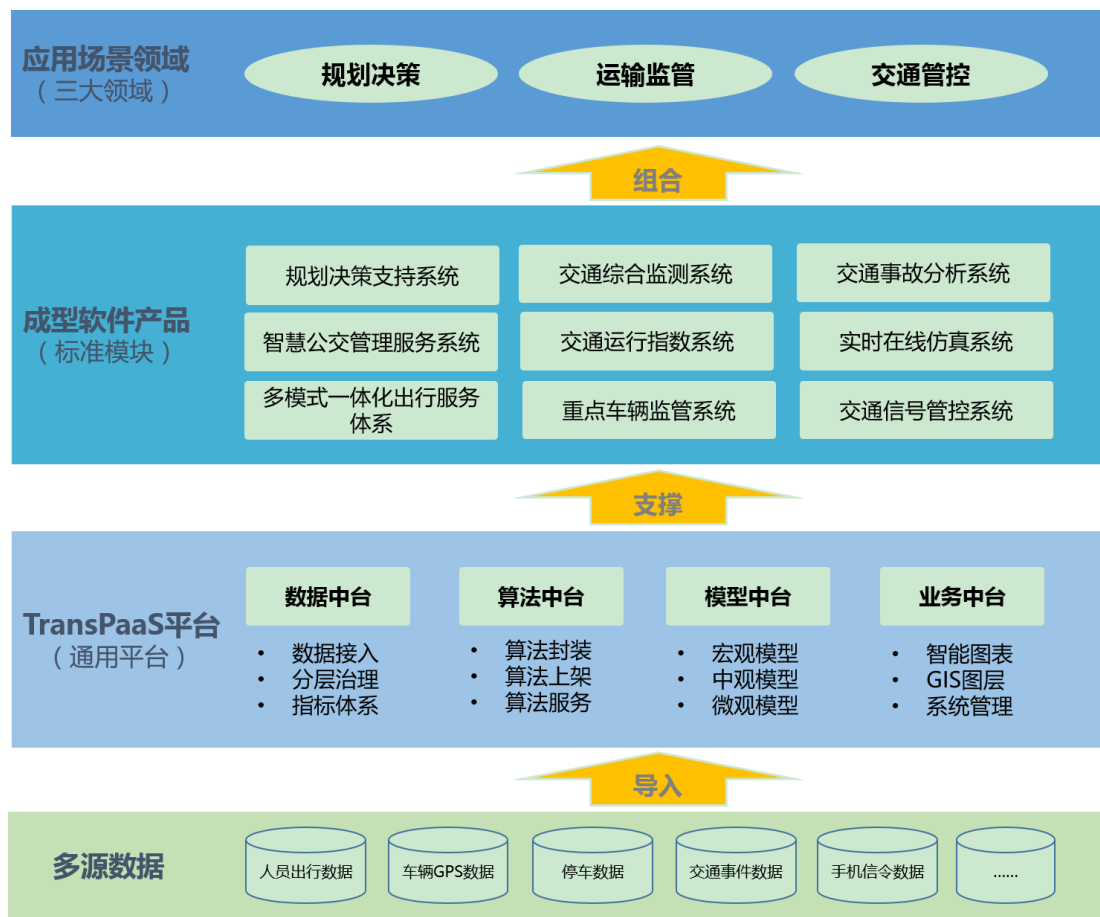 应用场景领域
（三大领域）
规划决策
运输监管
交通管控
组合
成型软件产品
（标准模块）
规划决策支持系统
交通综合监测系统
交通事故分析系统
智慧公交管理服务系统
交通运行指数系统
实时在线仿真系统
多模式一体化出行服务
体系
重点车辆监管系统
交通信号管控系统
支撑
TransPaaS平台
（通用平台）
数据中台
• 数据接入
• 分层治理
• 指标体系
算法中台
• 算法封装
• 算法上架
• 算法服务
模型中台
• 宏观模型
• 中观模型
• 微观模型
业务中台
• 智能图表
• GIS图层
• 系统管理
导入
多源数据
人员出行数据
车辆GPS数据
停车数据
交通事件数据
手机信令数据
......